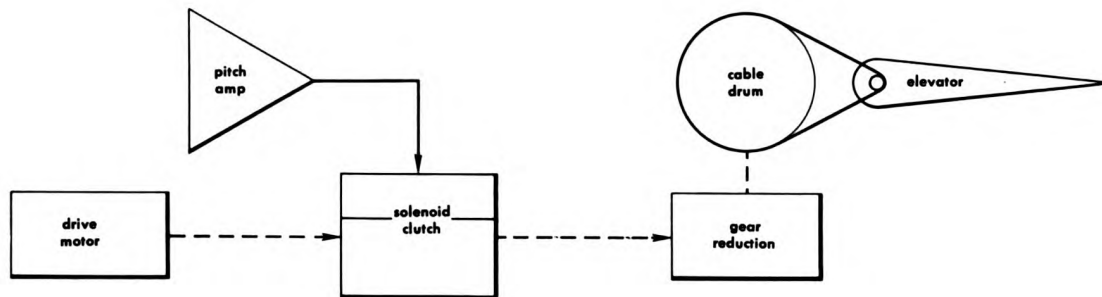 pitch
amp
cable
drum
elevator
drive
motor
solenoid
clutch
gear
reduction